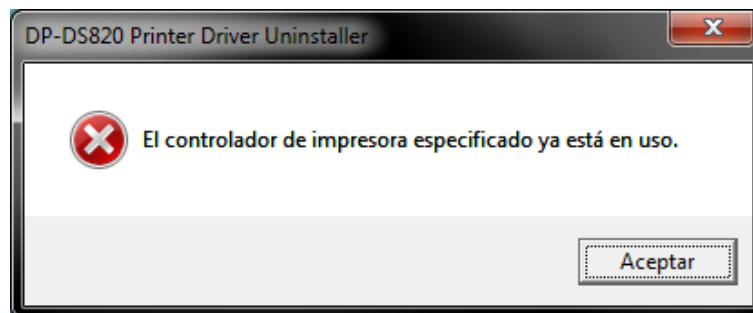 DP-DS820 Printer Driver Uninstaller
El controlador de impresora especificado ya está en uso.
Aceptar